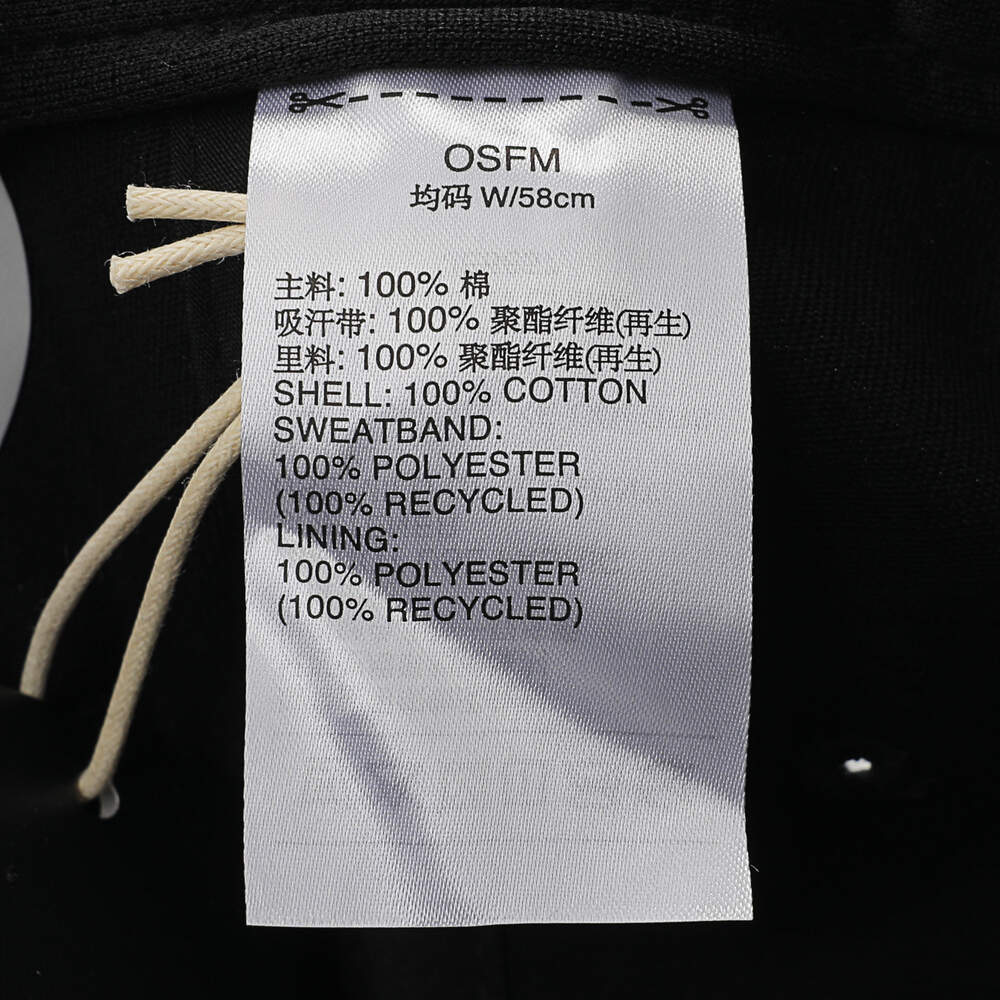 OSFM
均码 W/58cm
主料: 100% 棉
吸汗带: 100% 聚酯纤维(再生)
里料: 100% 聚酯纤维(再生)
SHELL: 100% COTTON
SWEATBAND:
100% POLYESTER
(100% RECYCLED)
LINING:
100% POLYESTER
(100% RECYCLED)